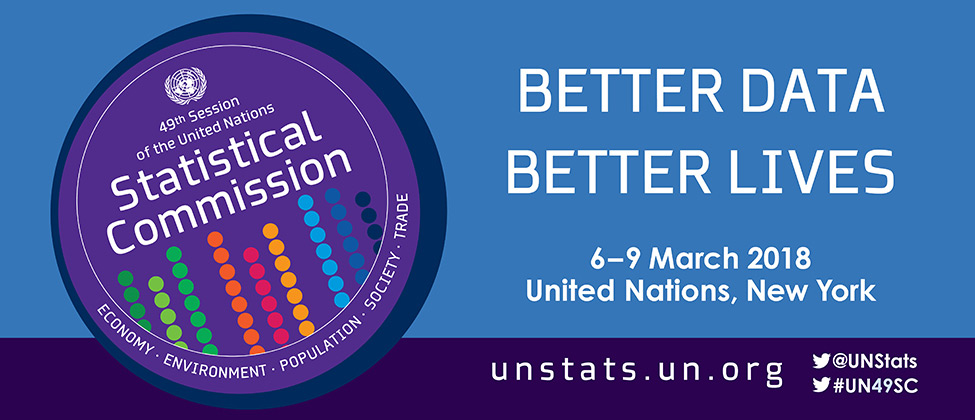 49th Session
of the United Nations
Statistical
Commission
ECONOMY · ENVIRONMENT · POPULATION · SOCIETY · TRADE
BETTER DATA
BETTER LIVES
6–9 March 2018
United Nations, New York
unstats.un.org
@UNStats
#UN49SC